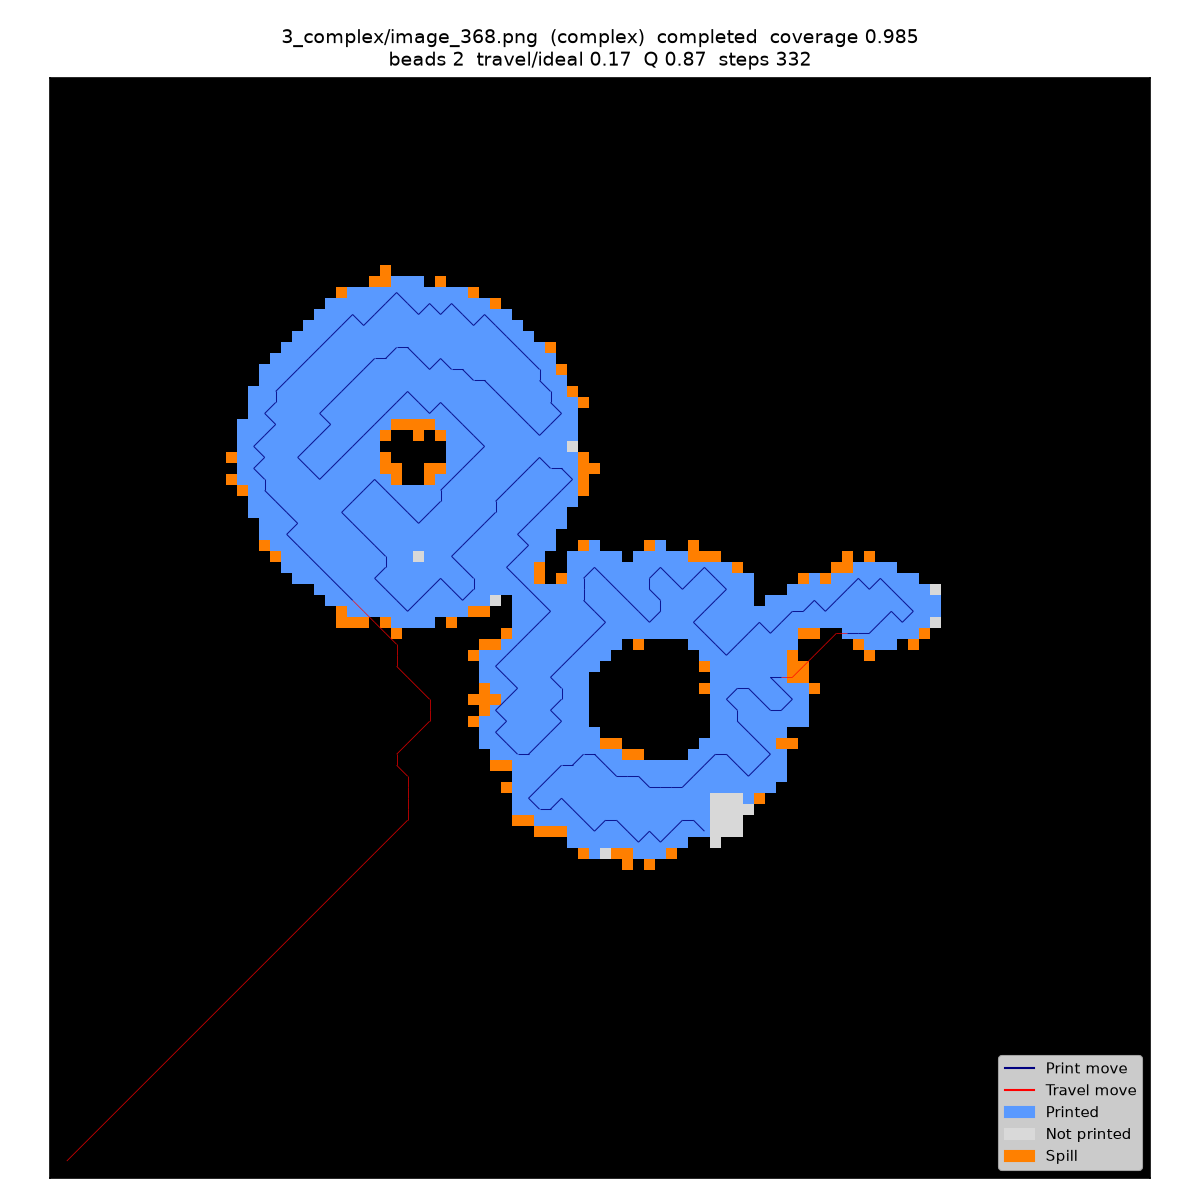 3_complex/image_368.png  (complex)  completed  coverage 0.985
beads 2  travel/ideal 0.17  Q 0.87  steps 332
Print move
Travel move
Printed
Not printed
Spill